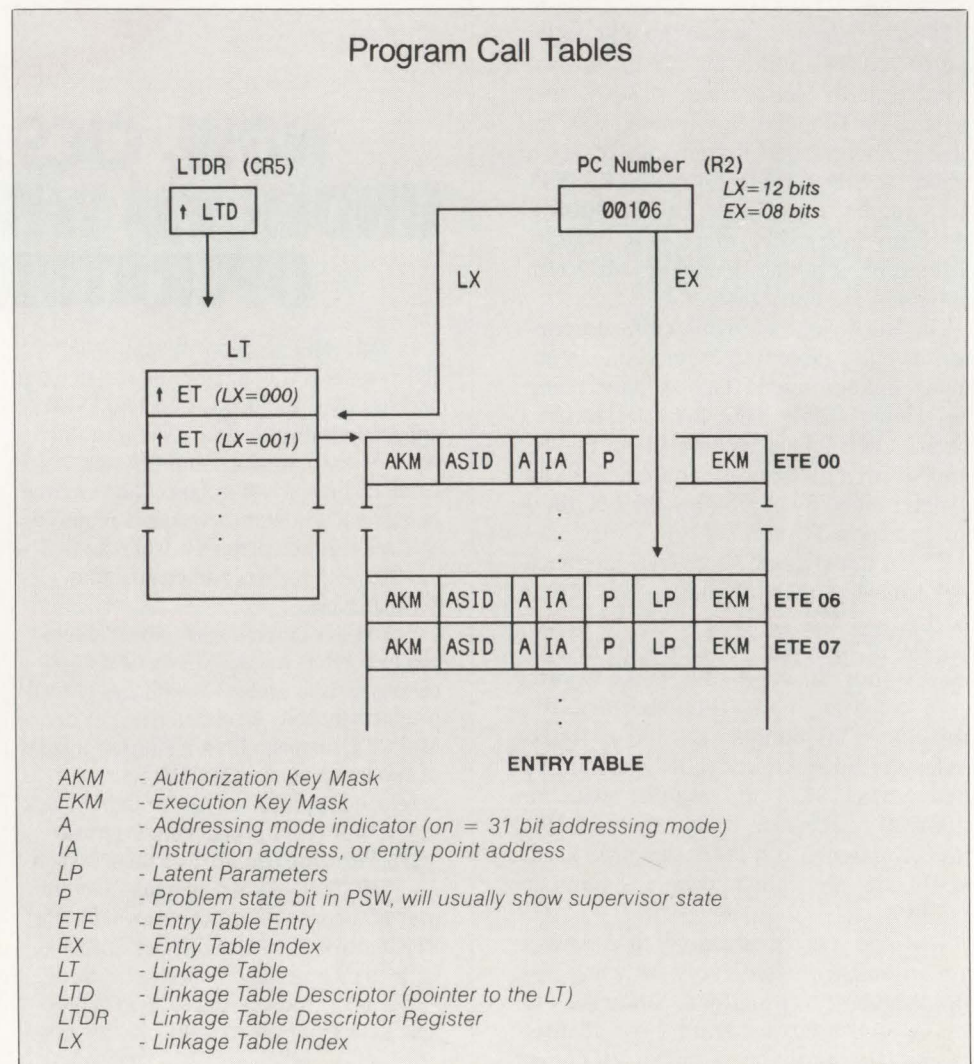 Program Call Tables
LTDR (CR5)
↑ LTD
PC Number (R2)
00106
LX=12 bits
EX=08 bits
LX
EX
LT
↑ ET (LX=000)
↑ ET (LX=001)
AKM ASID A IA P EKM ETE 00
AKM ASID A IA P LP EKM ETE 06
AKM ASID A IA P LP EKM ETE 07
ENTRY TABLE
AKM - Authorization Key Mask
EKM - Execution Key Mask
A - Addressing mode indicator (on = 31 bit addressing mode)
IA - Instruction address, or entry point address
LP - Latent Parameters
P - Problem state bit in PSW, will usually show supervisor state
ETE - Entry Table Entry
EX - Entry Table Index
LT - Linkage Table
LTD - Linkage Table Descriptor (pointer to the LT)
LTDR - Linkage Table Descriptor Register
LX - Linkage Table Index